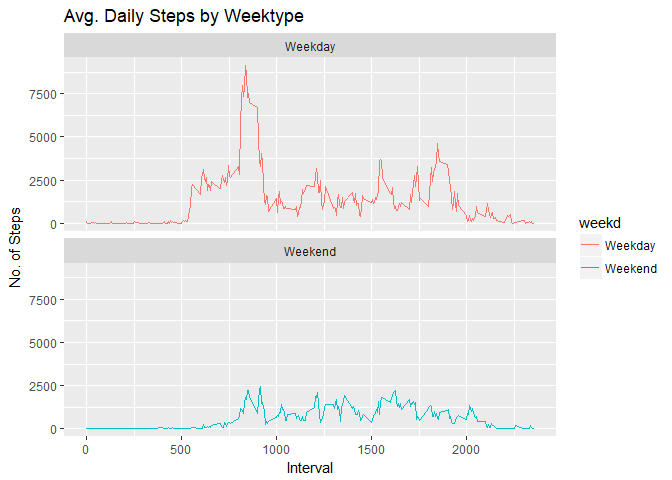 Avg. Daily Steps by Weektype
Weekday
7500
5000
2500
0
Weekend
7500
5000
2500
0
0 500 1000 1500 2000
Interval
No. of Steps
weekd
Weekday
Weekend